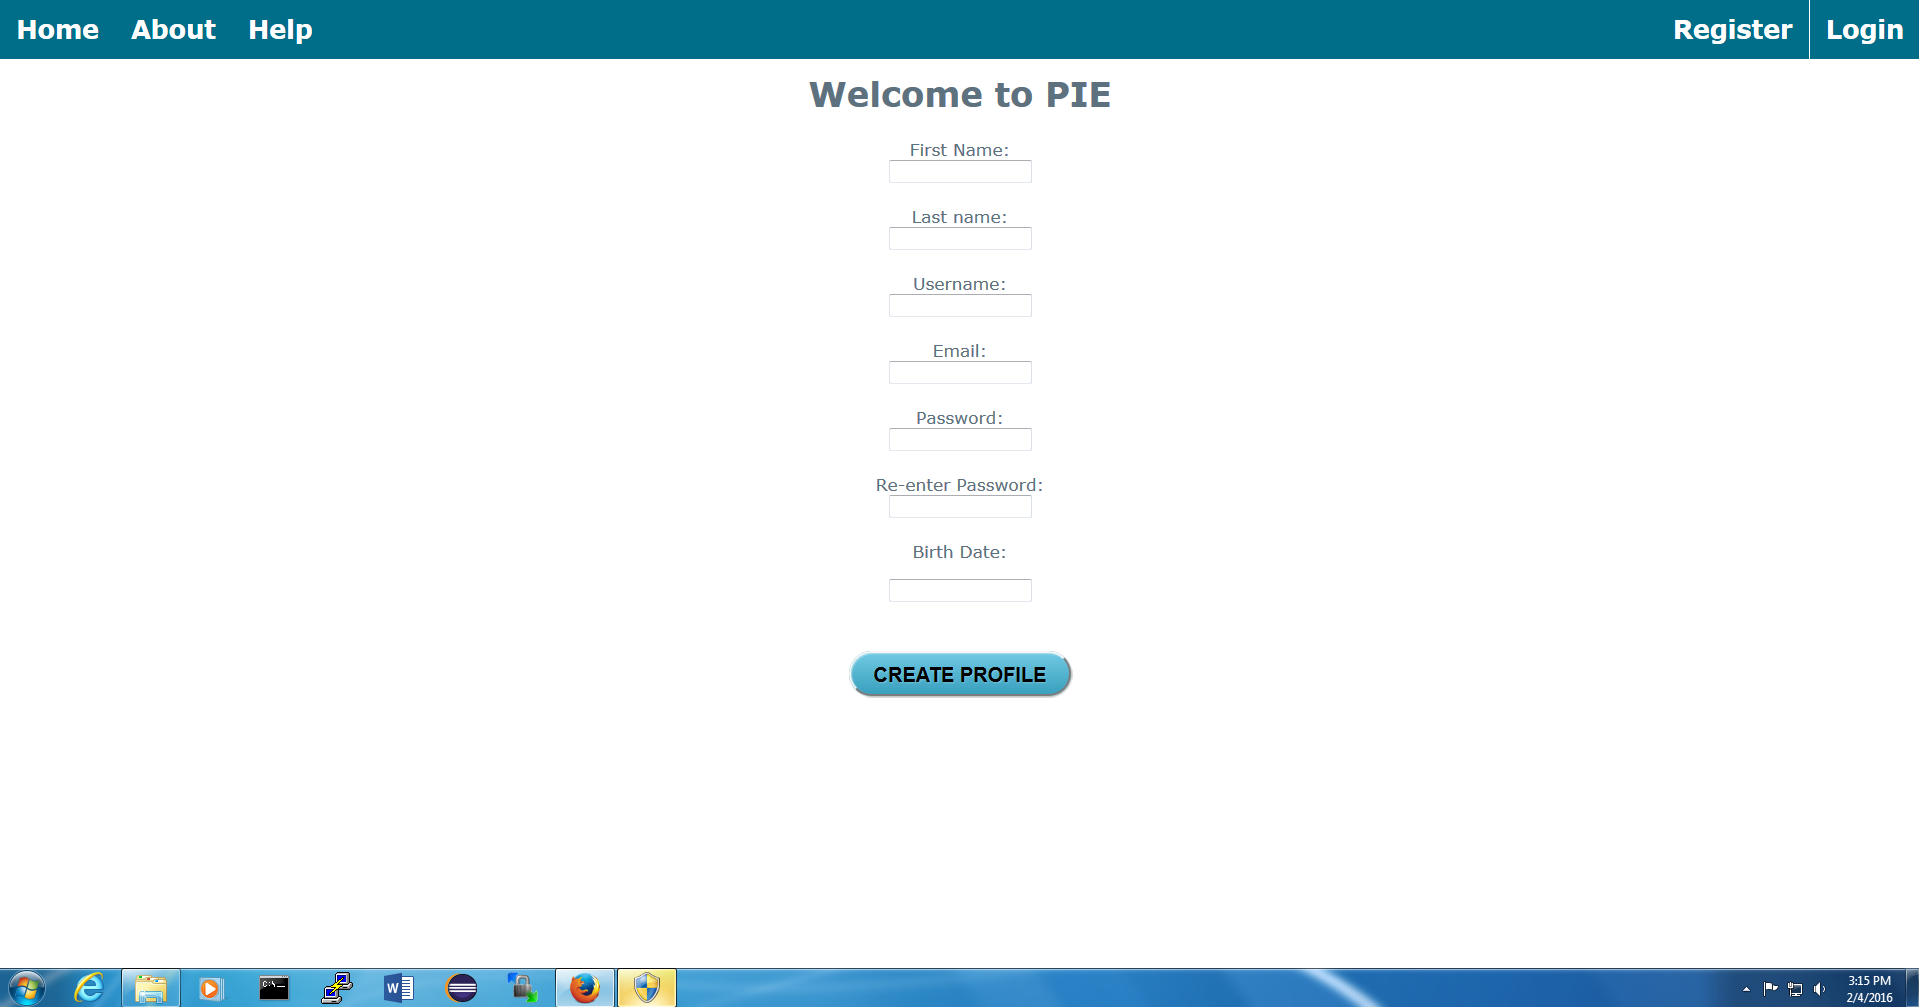 Home About Help Register Login
Welcome to PIE
First Name:
Last name:
Username:
Email:
Password:
Re-enter Password:
Birth Date:
CREATE PROFILE
C:\_
W
3:15 PM
2/4/2016